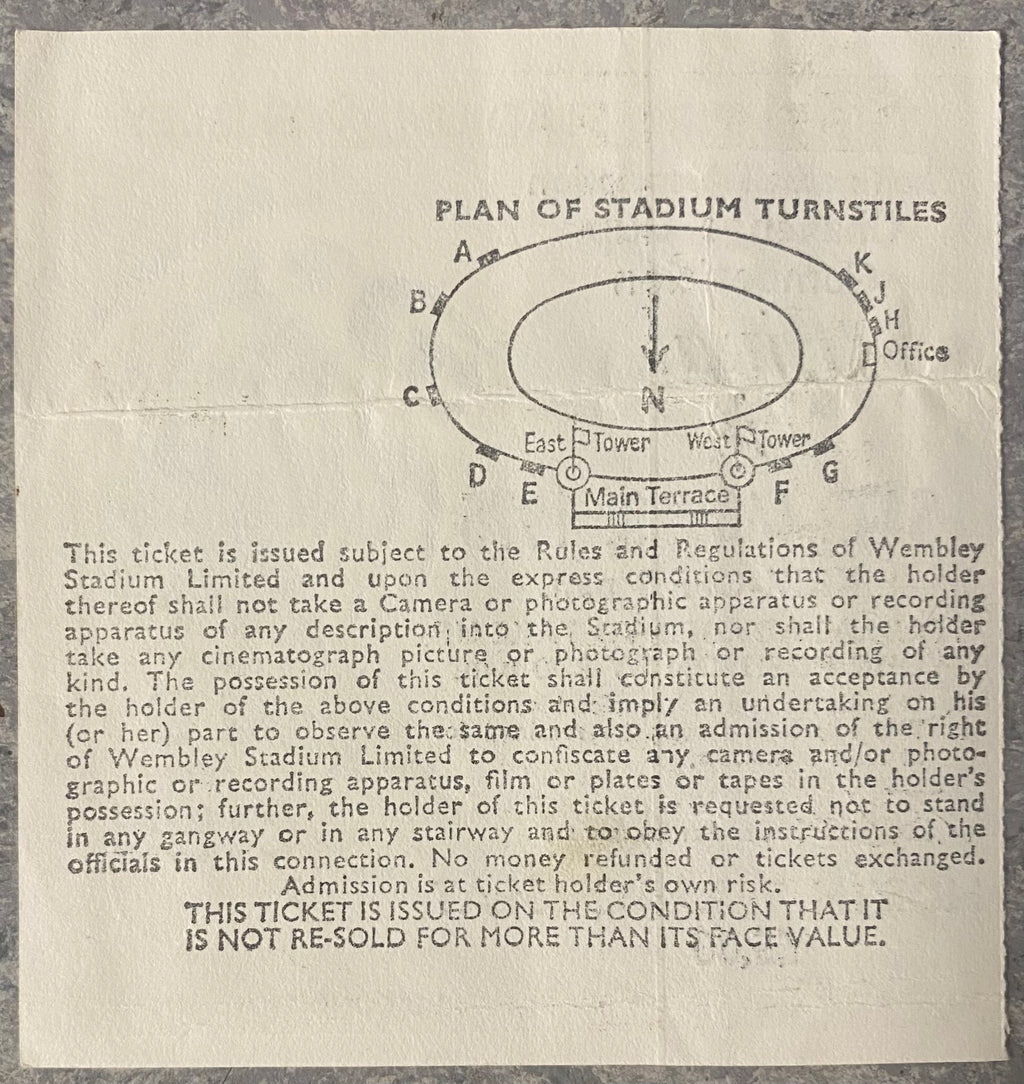 PLAN OF STADIUM TURNSTILES
A
K
B
J
H
Office
C
N
East Tower
West Tower
D
E
Main Terrace
F
G
This ticket is issued subject to the Rules and Regulations of Wembley
Stadium Limited and upon the express conditions that the holder
thereof shall not take a Camera or photographic apparatus or recording
apparatus of any description into the Stadium, nor shall the holder
take any cinematograph picture or photograph or recording of any
kind. The possession of this ticket shall constitute an acceptance by
the holder of the above conditions and imply an undertaking on his
(or her) part to observe the same and also an admission of the right
of Wembley Stadium Limited to confiscate any camera and/or photo-
graphic or recording apparatus, film or plates or tapes in the holder's
possession; further, the holder of this ticket is requested not to stand
in any gangway or in any stairway and to obey the instructions of the
officials in this connection. No money refunded or tickets exchanged.
Admission is at ticket holder's own risk.
THIS TICKET IS ISSUED ON THE CONDITION THAT IT
IS NOT RE-SOLD FOR MORE THAN ITS FACE VALUE.